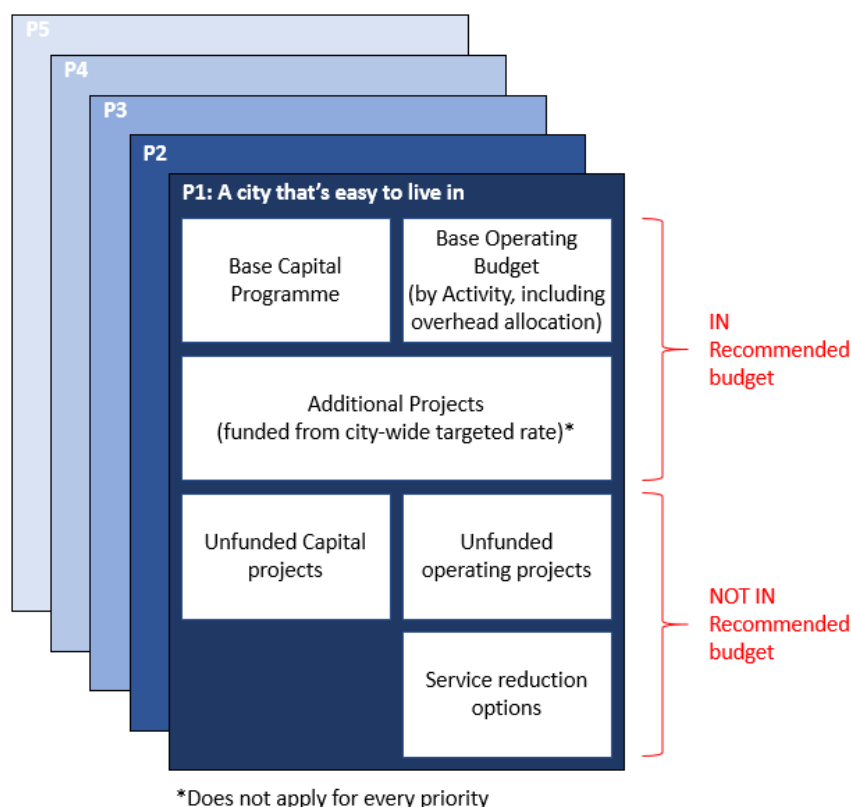 P5
P4
P3
P2
P1: A city that's easy to live in
Base Capital
Programme
Base Operating
Budget
(by Activity, including
overhead allocation)
Additional Projects
(funded from city-wide targeted rate)*
IN
Recommended
budget
Unfunded Capital
projects
Unfunded
operating projects
Service reduction
options
NOT IN
Recommended
budget
*Does not apply for every priority